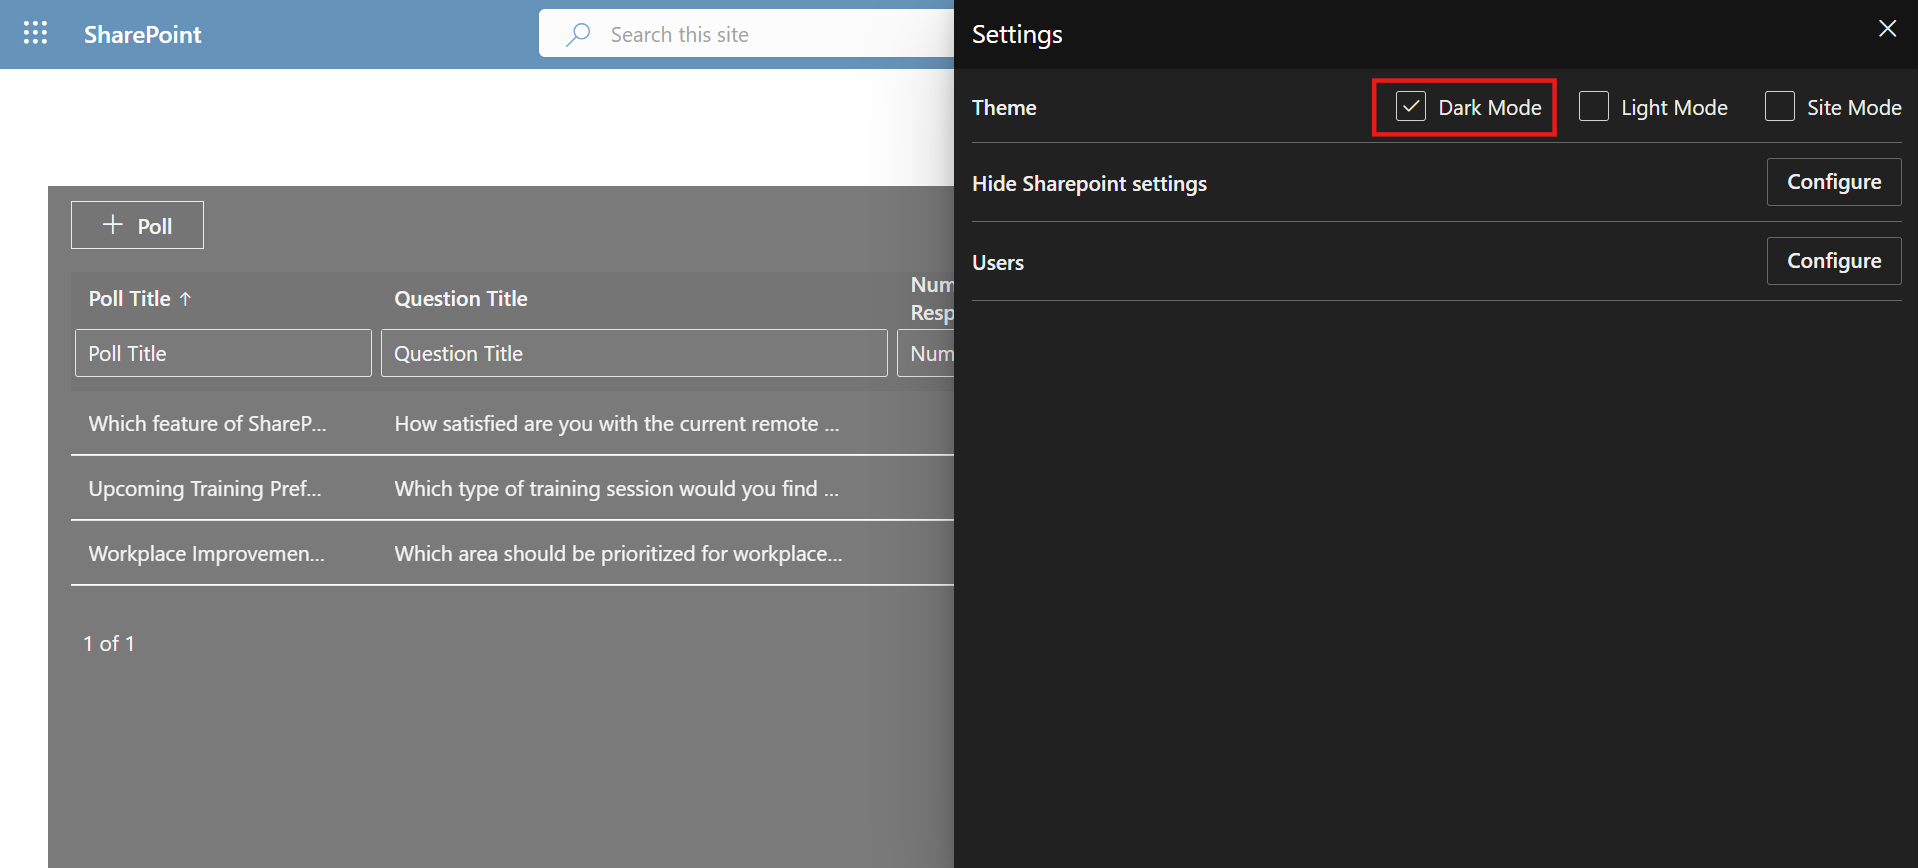 SharePoint
Search this site
Settings
Theme
Dark Mode
Light Mode
Site Mode
Hide Sharepoint settings
Configure
Users
Configure
Poll
Poll Title ↑
Question Title
Num
Resp
Poll Title
Question Title
Num
Which feature of ShareP...
How satisfied are you with the current remote ...
Upcoming Training Pref...
Which type of training session would you find ...
Workplace Improvemen...
Which area should be prioritized for workplace...
1 of 1